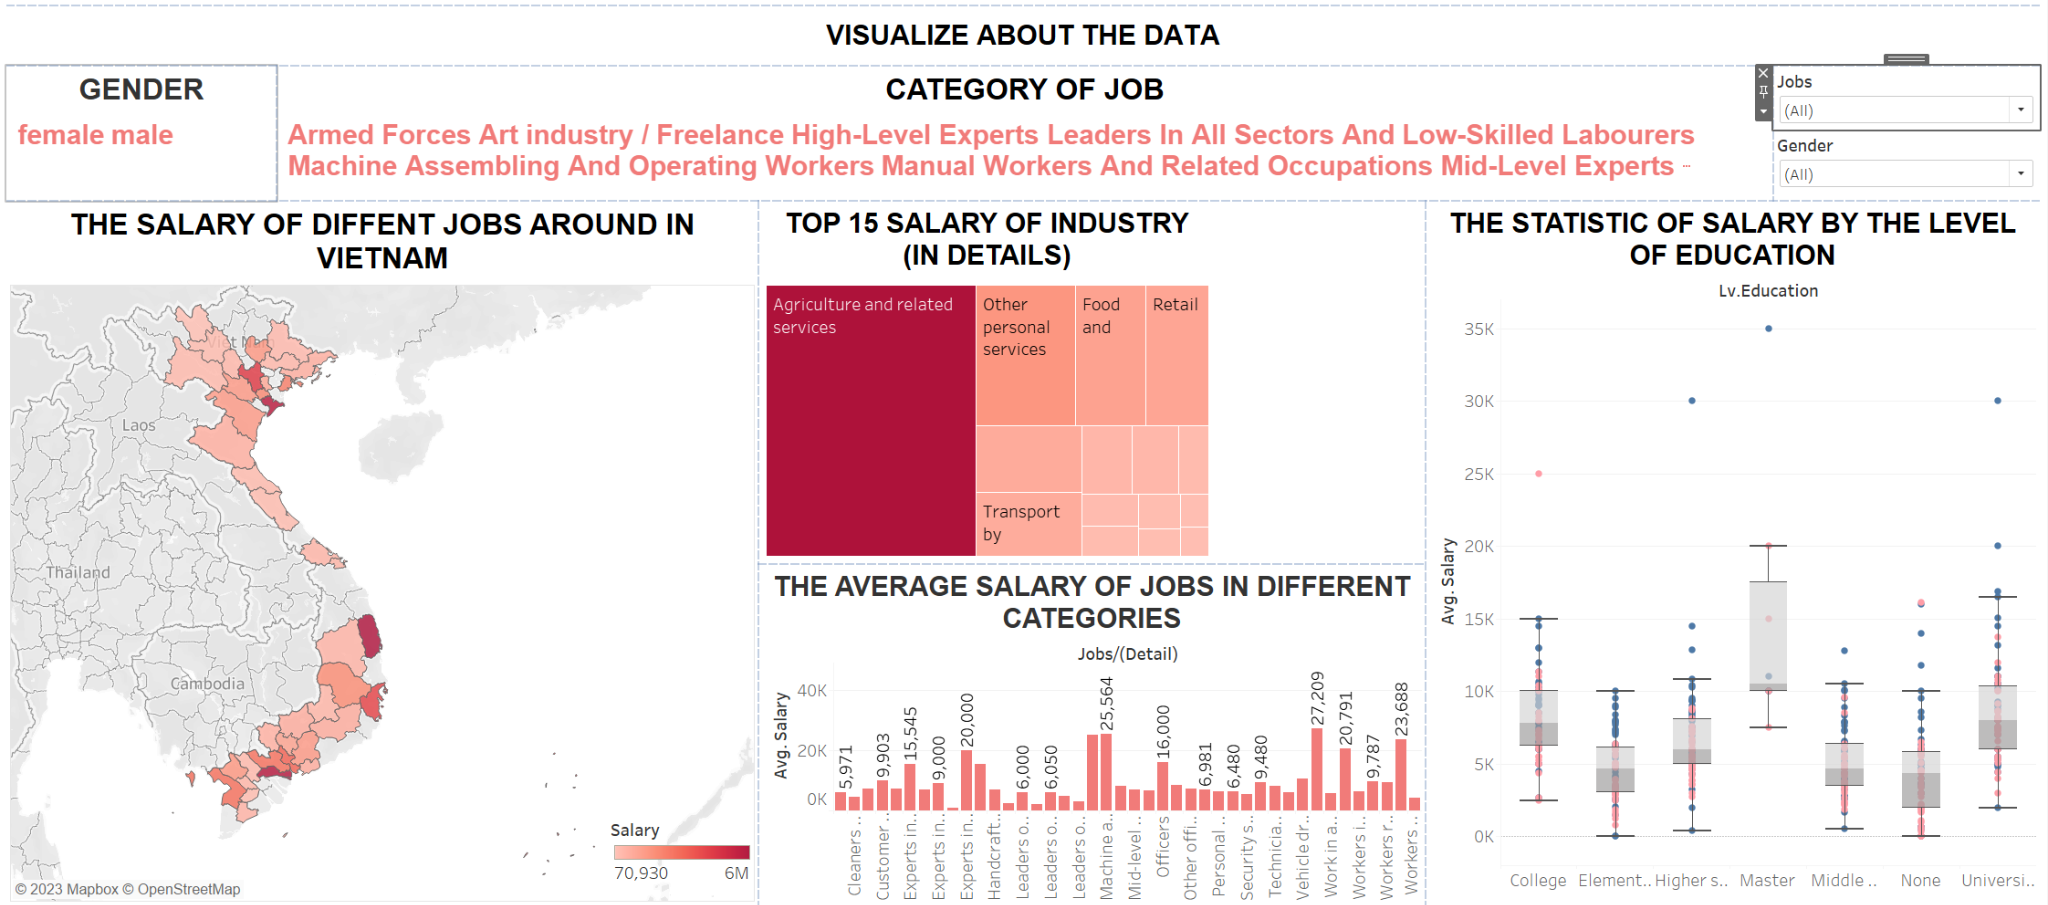 VISUALIZE ABOUT THE DATA
GENDER
female male
CATEGORY OF JOB
Armed Forces Art industry / Freelance High-Level Experts Leaders In All Sectors And Low-Skilled Labourers
Machine Assembling And Operating Workers Manual Workers And Related Occupations Mid-Level Experts ...
Jobs
(All)
Gender
(All)
THE SALARY OF DIFFENT JOBS AROUND IN
VIETNAM
Việt Nam
Laos
Thailand
Cambodia
Salary
70,930 6M
© 2023 Mapbox © OpenStreetMap
TOP 15 SALARY OF INDUSTRY
(IN DETAILS)
Agriculture and related
services
Other
personal
services
Food
and
Retail
Transport
by
THE AVERAGE SALARY OF JOBS IN DIFFERENT
CATEGORIES
Jobs/(Detail)
Avg. Salary
40K
20K
0K
5,971
9,903
15,545
9,000
20,000
6,000
6,050
25,564
16,000
6,981
6,480
9,480
27,209
20,791
9,787
23,688
Cleaners ..
Customer ..
Experts in..
Experts in..
Experts in..
Handcraft..
Leaders o..
Leaders o..
Leaders o..
Machine a..
Mid-level ..
Officers
Other offi..
Personal ..
Security s..
Technicia..
Vehicle dr..
Work in a..
Workers i..
Workers r..
Workers ..
THE STATISTIC OF SALARY BY THE LEVEL
OF EDUCATION
Lv.Education
Avg. Salary
35K
30K
25K
20K
15K
10K
5K
0K
College Element.. Higher s.. Master Middle .. None Universi..